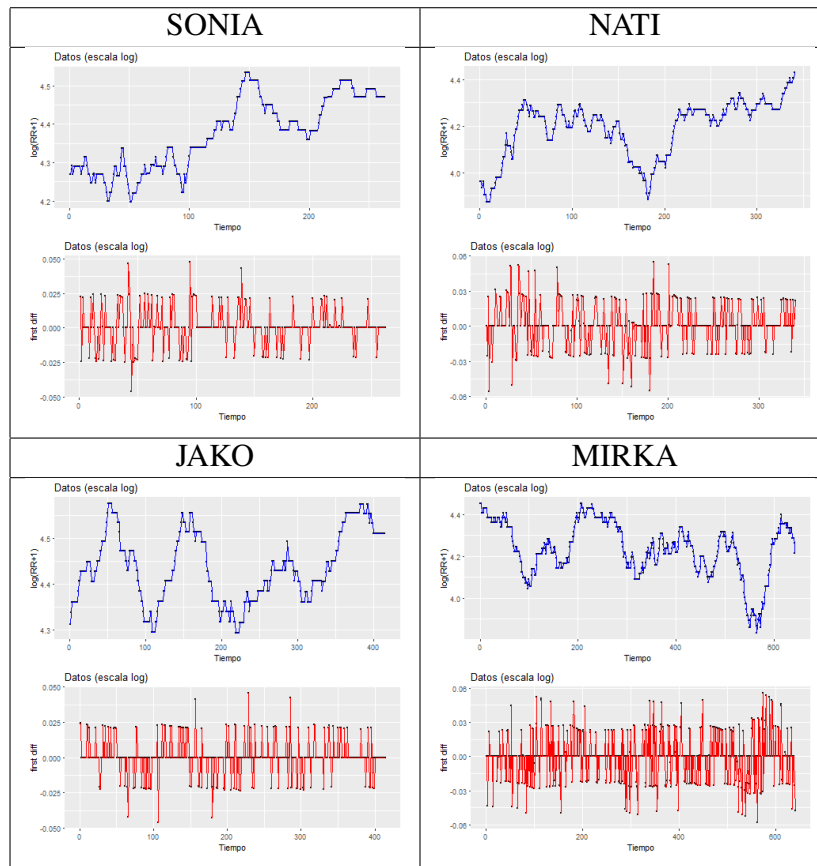 SONIA
NATI
Datos (escala log)
4.5
4.4
4.3
4.2
log(RR+1)
0
100
200
Tiempo
Datos (escala log)
0.050
0.025
0.000
-0.025
-0.050
first diff
0
100
200
Tiempo
Datos (escala log)
4.4
4.2
4.0
log(RR+1)
0
100
200
300
Tiempo
Datos (escala log)
0.06
0.03
0.00
-0.03
-0.06
first diff
0
100
200
300
Tiempo
JAKO
MIRKA
Datos (escala log)
4.5
4.4
4.3
log(RR+1)
0
100
200
300
400
Tiempo
Datos (escala log)
0.050
0.025
0.000
-0.025
-0.050
first diff
0
100
200
300
400
Tiempo
Datos (escala log)
4.4
4.2
4.0
log(RR+1)
0
200
400
600
Tiempo
Datos (escala log)
0.06
0.03
0.00
-0.03
-0.06
first diff
0
200
400
600
Tiempo